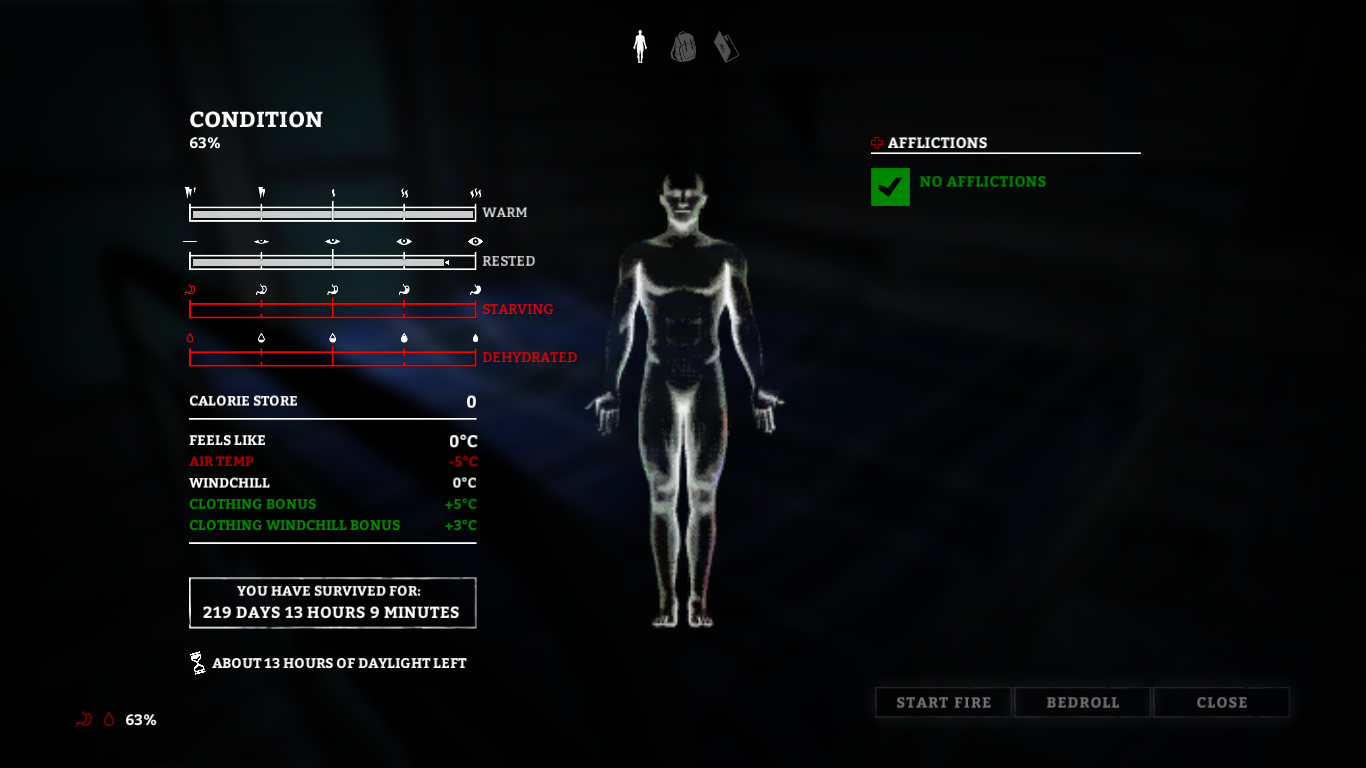 CONDITION
63%
WARM
RESTED
STARVING
DEHYDRATED
CALORIE STORE 0
FEELS LIKE 0°C
AIR TEMP -5°C
WINDCHILL 0°C
CLOTHING BONUS +5°C
CLOTHING WINDCHILL BONUS +3°C
YOU HAVE SURVIVED FOR:
219 DAYS 13 HOURS 9 MINUTES
ABOUT 13 HOURS OF DAYLIGHT LEFT
63%
AFFLICTIONS
NO AFFLICTIONS
START FIRE BEDROLL CLOSE